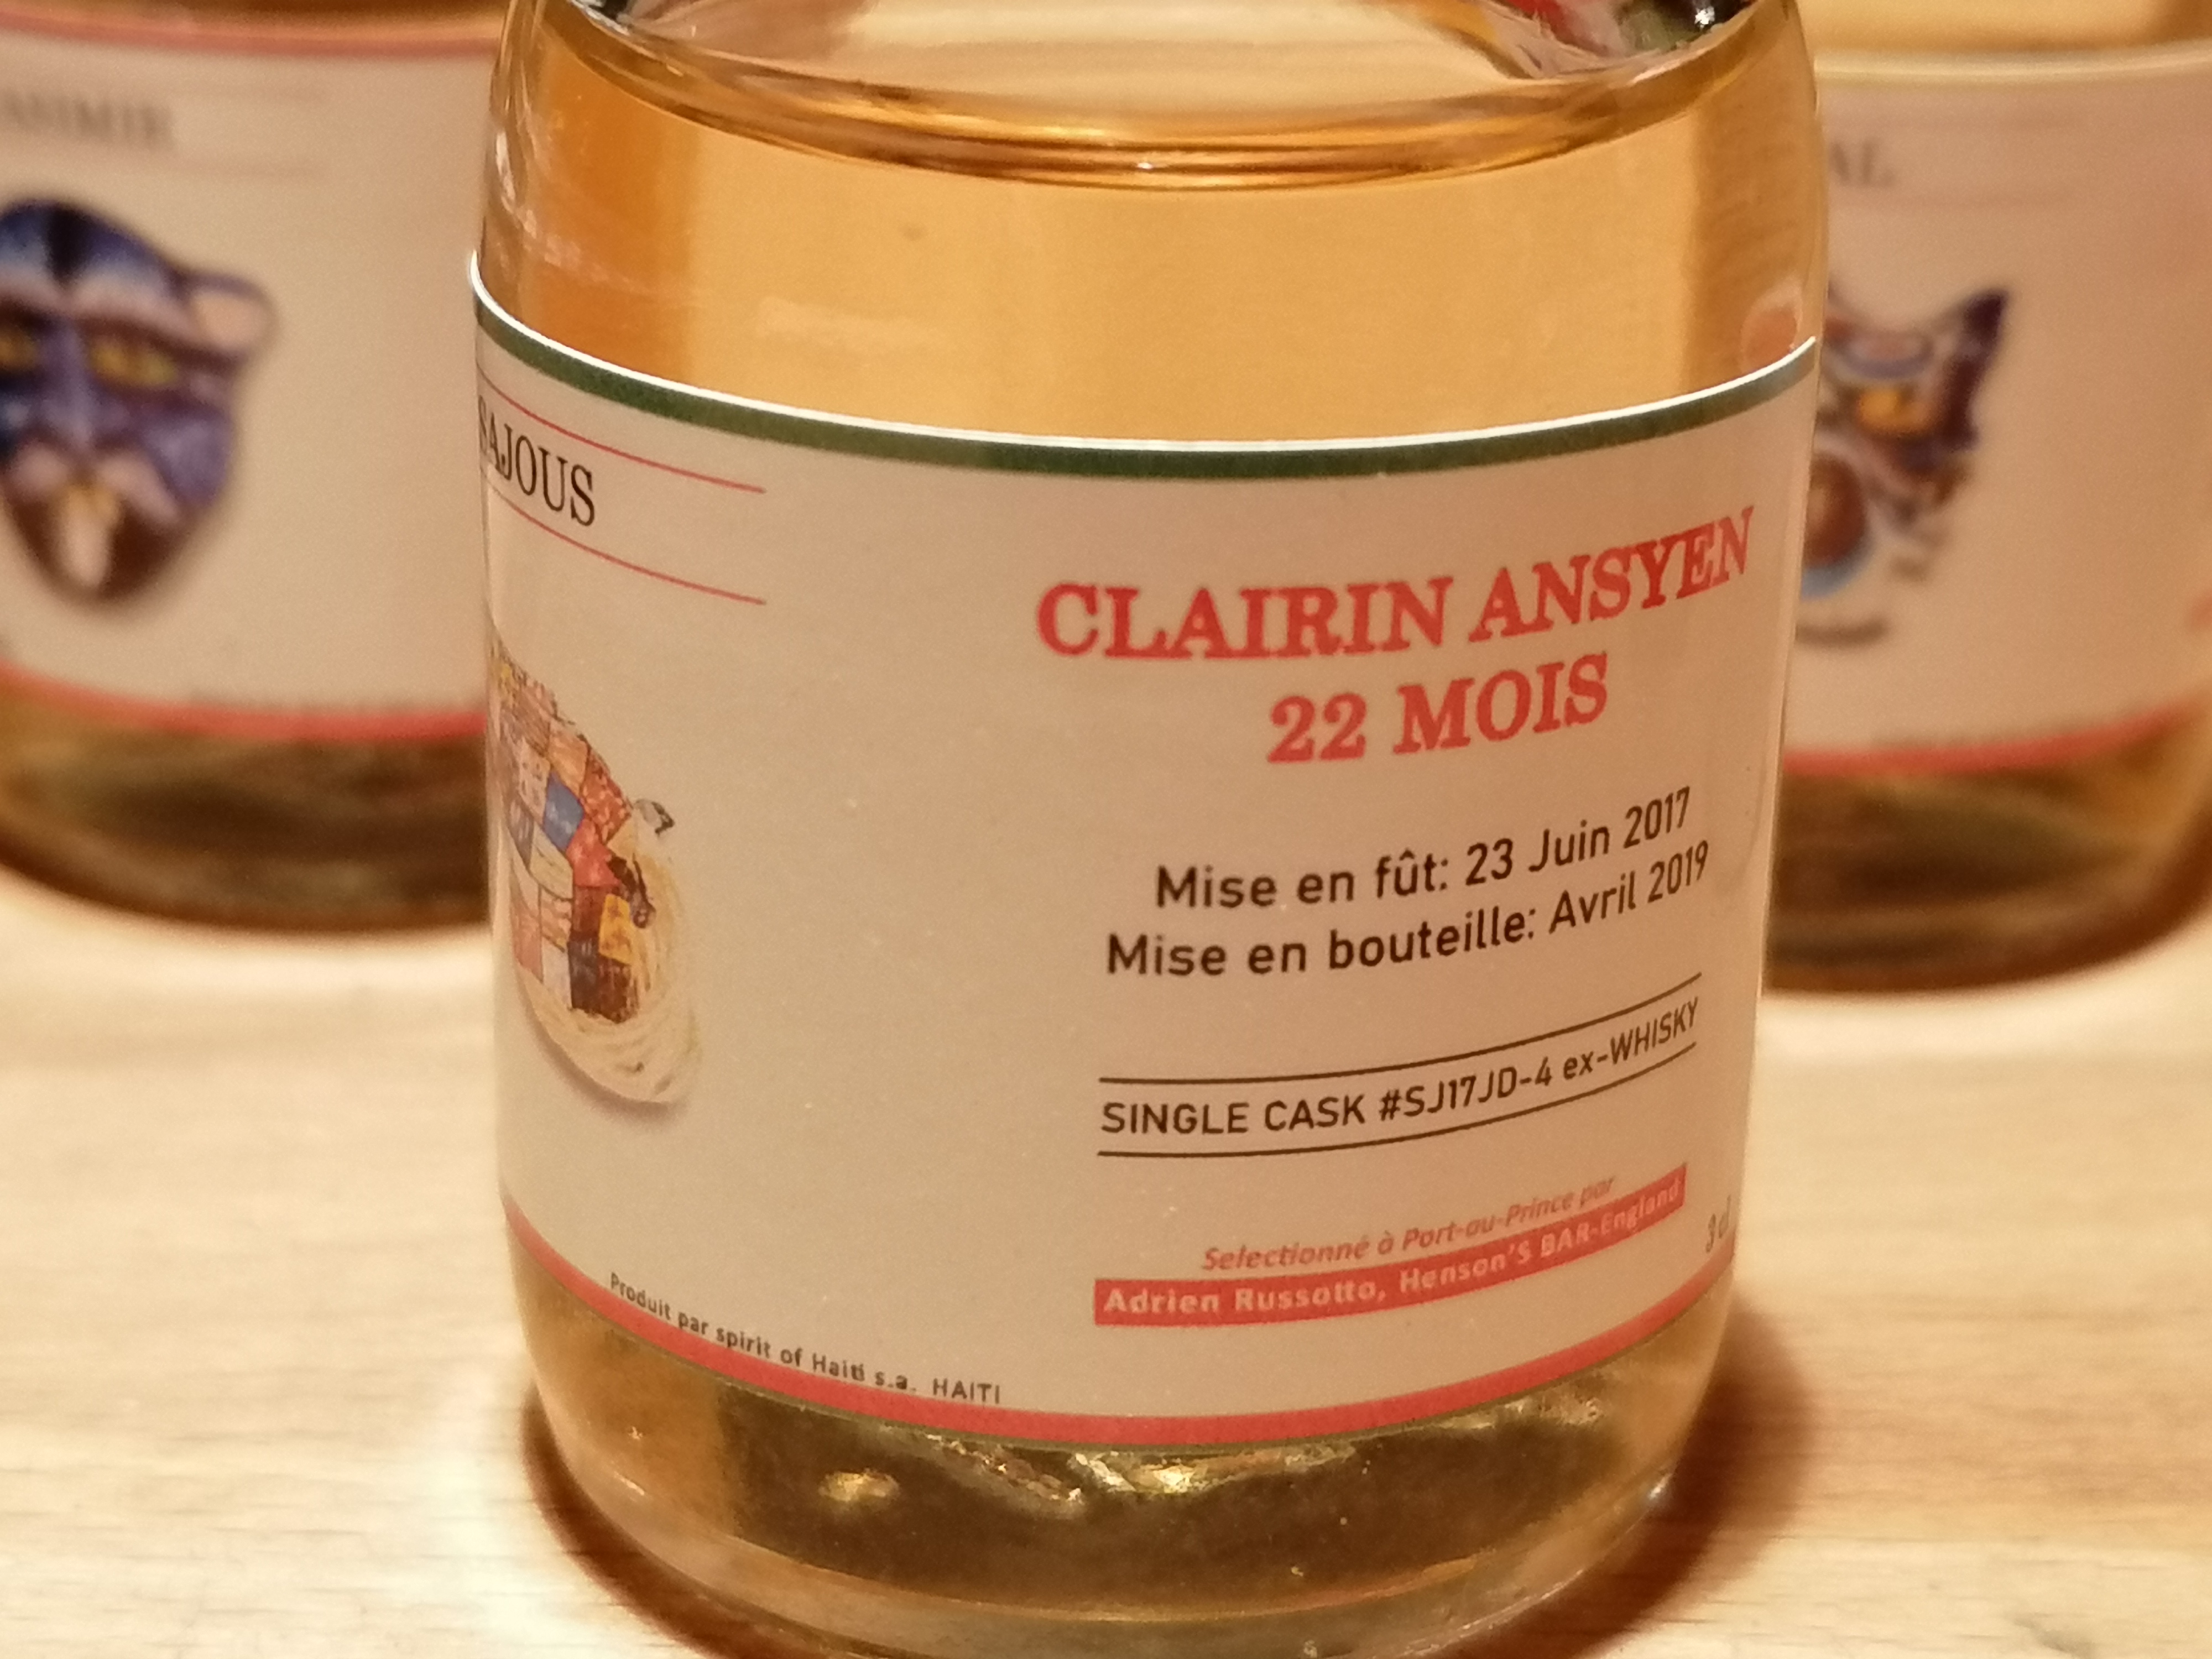 SAJOUS
CLAIRIN ANSYEN
22 MOIS
Mise en fût: 23 Juin 2017
Mise en bouteille: Avril 2019
SINGLE CASK #SJ17JD-4 ex-WHISKY
Selectionné à Port-au-Prince par
Adrien Russotto, Henson'S BAR-England
3 cl
Produit par spirit of Haiti s.a. HAITI